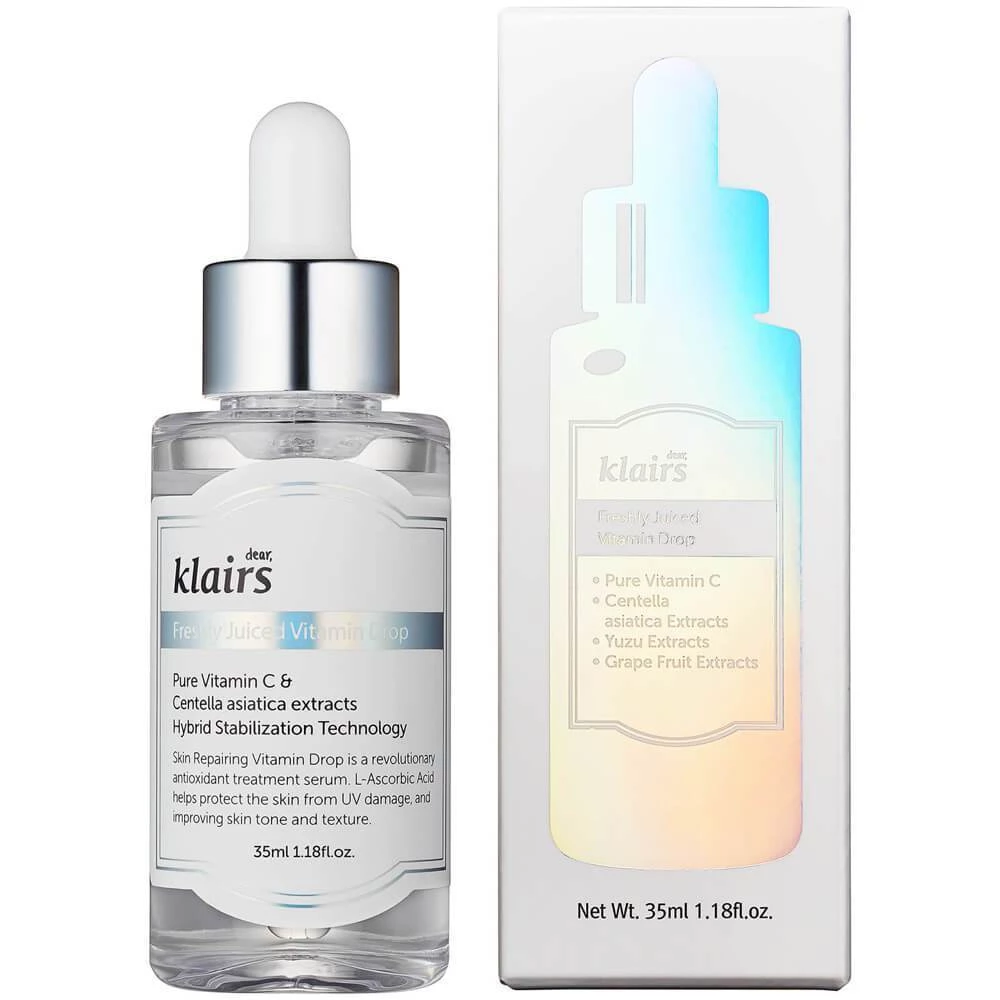 dear,
klairs
Freshly Juiced Vitamin Drop
Pure Vitamin C &
Centella asiatica extracts
Hybrid Stabilization Technology
Skin Repairing Vitamin Drop is a revolutionary
antioxidant treatment serum. L-Ascorbic Acid
helps protect the skin from UV damage, and
improving skin tone and texture.
35ml 1.18fl.oz.
dear,
klairs
Freshly Juiced
Vitamin Drop
• Pure Vitamin C
• Centella
asiatica Extracts
• Yuzu Extracts
• Grape Fruit Extracts
Net Wt. 35ml 1.18fl.oz.